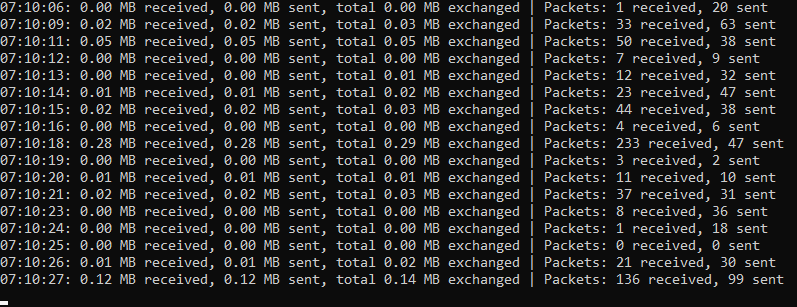 07:10:06: 0.00 MB received, 0.00 MB sent, total 0.00 MB exchanged | Packets: 1 received, 20 sent
07:10:09: 0.02 MB received, 0.02 MB sent, total 0.03 MB exchanged | Packets: 33 received, 63 sent
07:10:11: 0.05 MB received, 0.05 MB sent, total 0.05 MB exchanged | Packets: 50 received, 38 sent
07:10:12: 0.00 MB received, 0.00 MB sent, total 0.00 MB exchanged | Packets: 7 received, 9 sent
07:10:13: 0.00 MB received, 0.00 MB sent, total 0.01 MB exchanged | Packets: 12 received, 32 sent
07:10:14: 0.01 MB received, 0.01 MB sent, total 0.02 MB exchanged | Packets: 23 received, 47 sent
07:10:15: 0.02 MB received, 0.02 MB sent, total 0.03 MB exchanged | Packets: 44 received, 38 sent
07:10:16: 0.00 MB received, 0.00 MB sent, total 0.00 MB exchanged | Packets: 4 received, 6 sent
07:10:18: 0.28 MB received, 0.28 MB sent, total 0.29 MB exchanged | Packets: 233 received, 47 sent
07:10:19: 0.00 MB received, 0.00 MB sent, total 0.00 MB exchanged | Packets: 3 received, 2 sent
07:10:20: 0.01 MB received, 0.01 MB sent, total 0.01 MB exchanged | Packets: 11 received, 10 sent
07:10:21: 0.02 MB received, 0.02 MB sent, total 0.03 MB exchanged | Packets: 37 received, 31 sent
07:10:23: 0.00 MB received, 0.00 MB sent, total 0.00 MB exchanged | Packets: 8 received, 36 sent
07:10:24: 0.00 MB received, 0.00 MB sent, total 0.00 MB exchanged | Packets: 1 received, 18 sent
07:10:25: 0.00 MB received, 0.00 MB sent, total 0.00 MB exchanged | Packets: 0 received, 0 sent
07:10:26: 0.01 MB received, 0.01 MB sent, total 0.02 MB exchanged | Packets: 21 received, 30 sent
07:10:27: 0.12 MB received, 0.12 MB sent, total 0.14 MB exchanged | Packets: 136 received, 99 sent